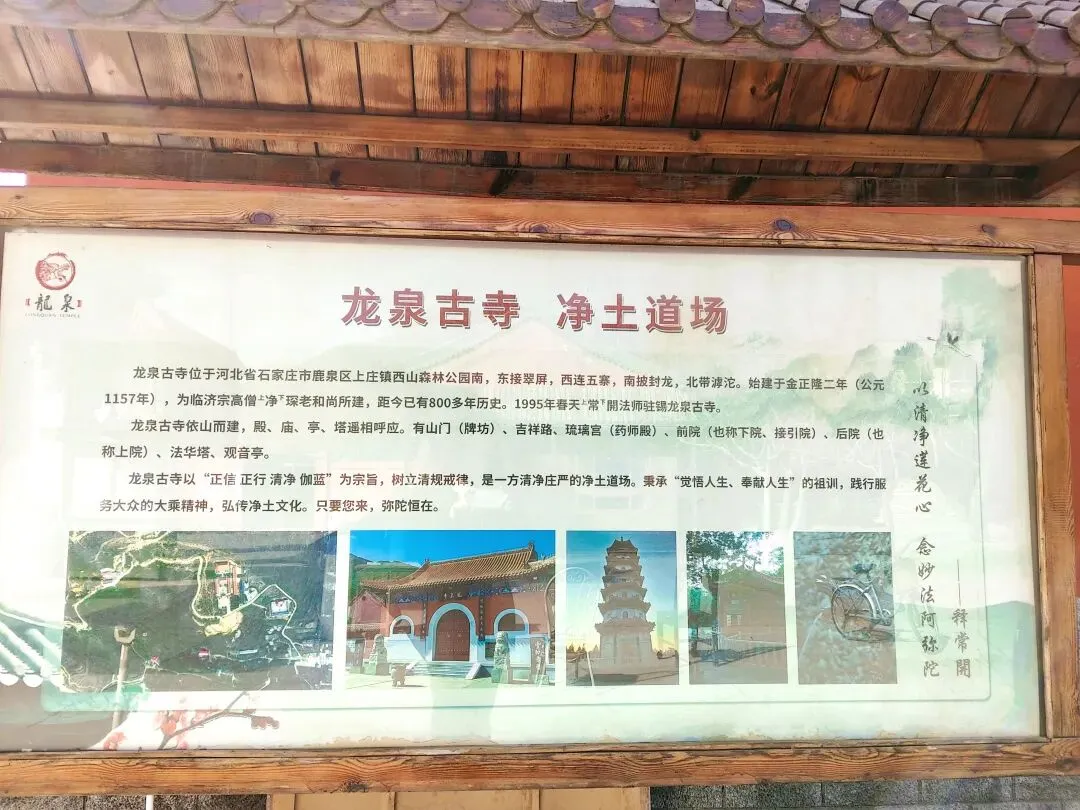 龍泉
LONGQUAN TEMPLE
龙泉古寺 净土道场
龙泉古寺位于河北省石家庄市鹿泉区上庄镇西山森林公园南，东接翠屏，西连五寨，南披封龙，北带滹沱。始建于金正隆二年（公元
1157年），为临济宗高僧上净下琛老和尚所建，距今已有800多年历史。1995年春天上常下開法师驻锡龙泉古寺。
龙泉古寺依山而建，殿、庙、亭、塔遥相呼应。有山门（牌坊）、吉祥路、琉璃宫（药师殿）、前院（也称下院、接引院）、后院（也
称上院）、法华塔、观音亭。
龙泉古寺以“正信 正行 清净 伽蓝”为宗旨，树立清规戒律，是一方清净庄严的净土道场。秉承“觉悟人生、奉献人生”的祖训，践行服
务大众的大乘精神，弘传净土文化。只要您来，弥陀恒在。
以清净莲花心 念妙法阿弥陀
——释常開